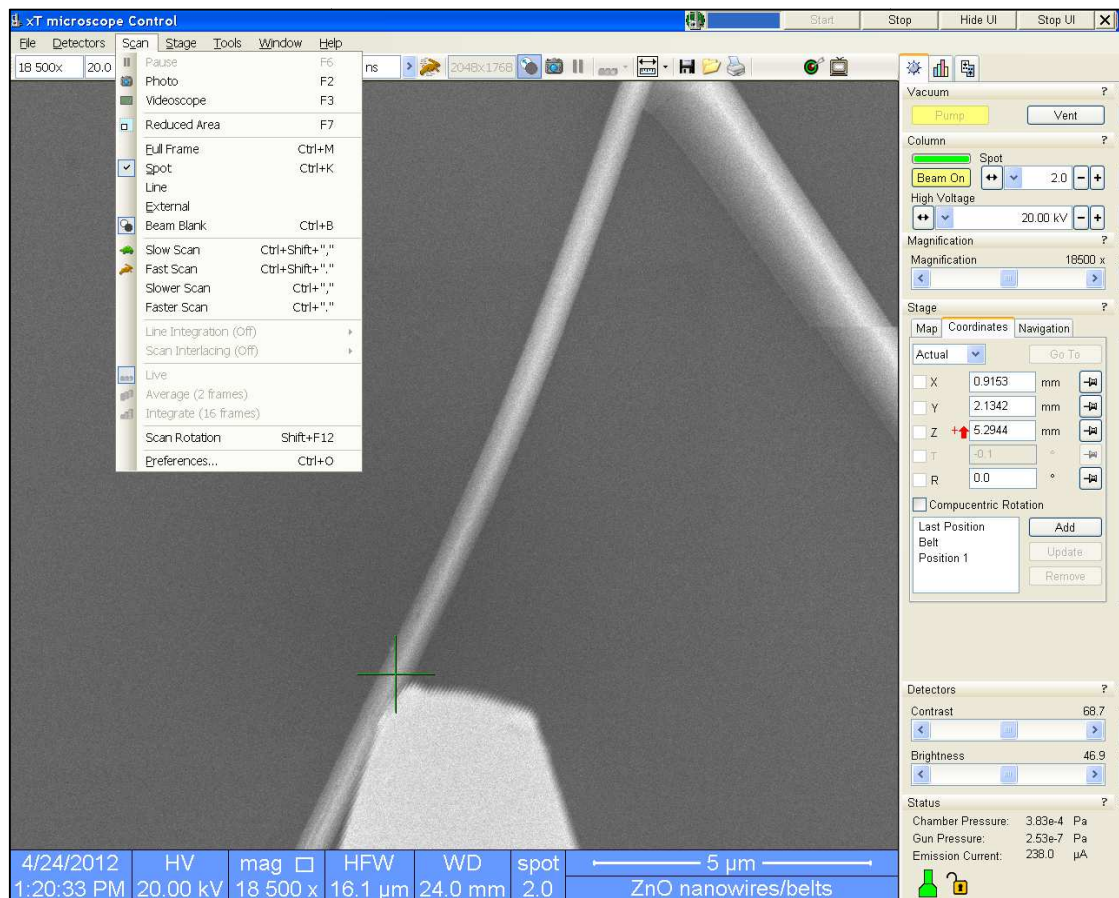 xT microscope Control
Start Stop Hide UI Stop UI
File Detectors Scan Stage Tools Window Help
18 500x 20.0 ns 2048x1768
Pause F6
Photo F2
Videoscope F3
Reduced Area F7
Full Frame Ctrl+M
Spot Ctrl+K
Line
External
Beam Blank Ctrl+B
Slow Scan Ctrl+Shift+","
Fast Scan Ctrl+Shift+"."
Slower Scan Ctrl+","
Faster Scan Ctrl+"."
Line Integration (Off)
Scan Interlacing (Off)
Live
Average (2 frames)
Integrate (16 frames)
Scan Rotation Shift+F12
Preferences... Ctrl+O
Vacuum ?
Pump Vent
Column ?
Spot
Beam On 2.0 - +
High Voltage
20.00 kV - +
Magnification ?
Magnification 18500 x
Stage ?
Map Coordinates Navigation
Actual Go To
X 0.9153 mm
Y 2.1342 mm
Z + 5.2944 mm
T -0.1 °
R 0.0 °
Compucentric Rotation
Last Position Add
Belt
Position 1 Update
Remove
Detectors ?
Contrast 68.7
Brightness 46.9
Status ?
Chamber Pressure: 3.83e-4 Pa
Gun Pressure: 2.53e-7 Pa
Emission Current: 238.0 µA
4/24/2012 HV mag HFW WD spot 5 µm
1:20:33 PM 20.00 kV 18 500 x 16.1 µm 24.0 mm 2.0 ZnO nanowires/belts